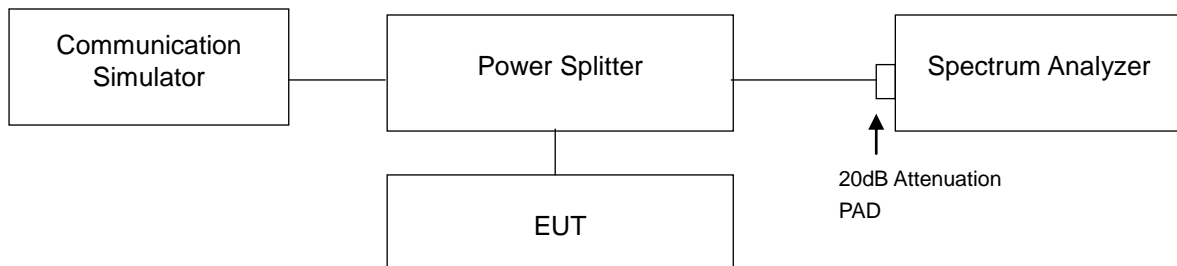 Communication
Simulator
Power Splitter
Spectrum Analyzer
20dB Attenuation
PAD
EUT